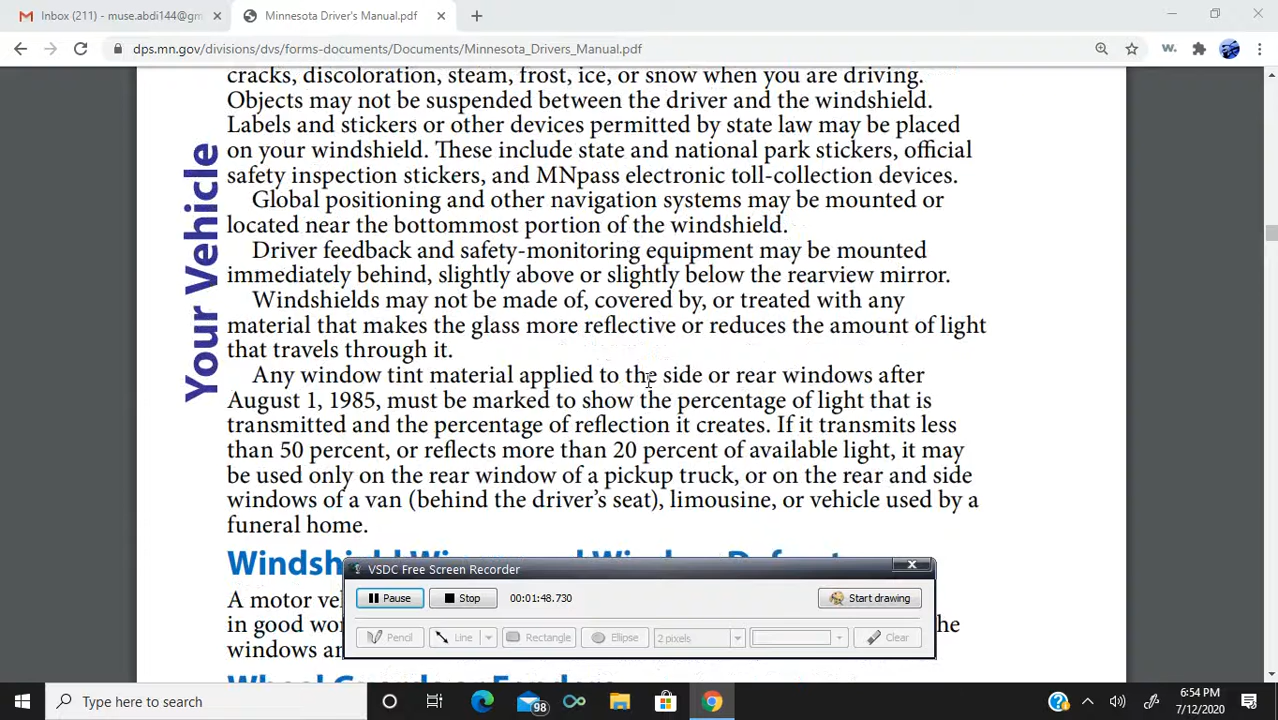 Inbox (211) - muse.abdi144@gm
Minnesota Driver's Manual.pdf
dps.mn.gov/divisions/dvs/forms-documents/Documents/Minnesota_Drivers_Manual.pdf
w.
Your Vehicle
cracks, discoloration, steam, frost, ice, or snow when you are driving.
Objects may not be suspended between the driver and the windshield.
Labels and stickers or other devices permitted by state law may be placed
on your windshield. These include state and national park stickers, official
safety inspection stickers, and MNpass electronic toll-collection devices.
Global positioning and other navigation systems may be mounted or
located near the bottommost portion of the windshield.
Driver feedback and safety-monitoring equipment may be mounted
immediately behind, slightly above or slightly below the rearview mirror.
Windshields may not be made of, covered by, or treated with any
material that makes the glass more reflective or reduces the amount of light
that travels through it.
Any window tint material applied to the side or rear windows after
August 1, 1985, must be marked to show the percentage of light that is
transmitted and the percentage of reflection it creates. If it transmits less
than 50 percent, or reflects more than 20 percent of available light, it may
be used only on the rear window of a pickup truck, or on the rear and side
windows of a van (behind the driver's seat), limousine, or vehicle used by a
funeral home.
Windshield
A motor
in good
windows
VSDC Free Screen Recorder
Pause
Stop
00:01:48.730
Start drawing
Pencil
Line
Rectangle
Ellipse
2 pixels
Clear
Type here to search
98
6:54 PM
7/12/2020